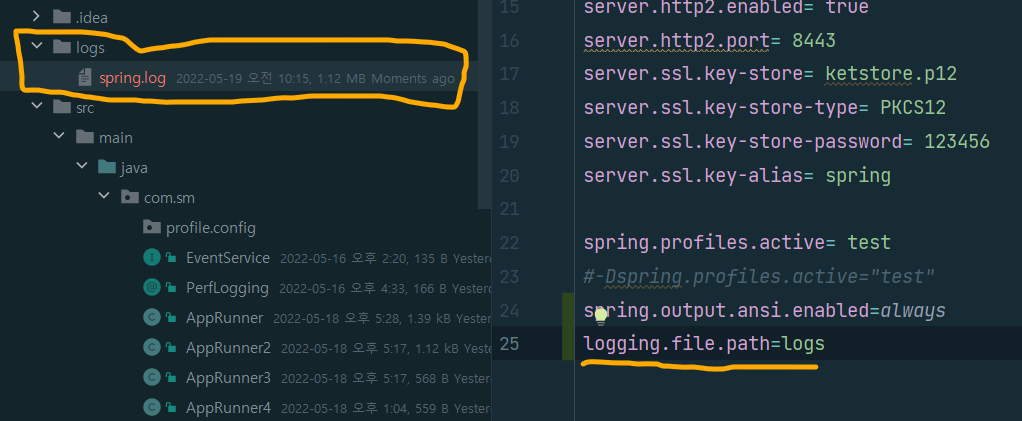 .idea
logs
spring.log 2022-05-19 오전 10:15, 1.12 MB Moments ago
src
main
java
com.sm
profile.config
EventService 2022-05-16 오후 2:20, 135 B Yester
PerfLogging 2022-05-16 오후 4:33, 166 B Yesterd
AppRunner 2022-05-18 오후 5:28, 1.39 kB Yesterd
AppRunner2 2022-05-18 오후 5:17, 1.12 kB Yester
AppRunner3 2022-05-18 오후 5:17, 568 B Yesterd
AppRunner4 2022-05-18 오후 1:04, 559 B Yesterd
15 server.http2.enabled= true
16 server.http2.port= 8443
17 server.ssl.key-store= ketstore.p12
18 server.ssl.key-store-type= PKCS12
19 server.ssl.key-store-password= 123456
20 server.ssl.key-alias= spring
21
22 spring.profiles.active= test
23 #-Dspring.profiles.active="test"
24 spring.output.ansi.enabled=always
25 logging.file.path=logs